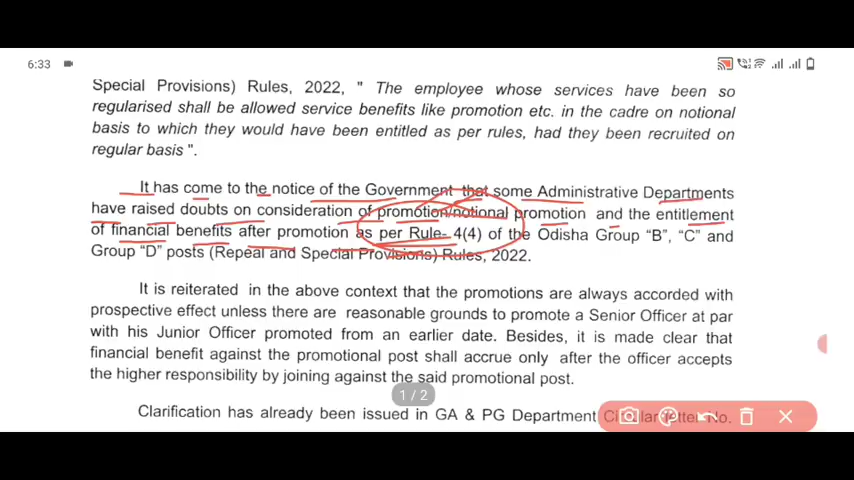 6:33
Special Provisions) Rules, 2022, " The employee whose services have been so
regularised shall be allowed service benefits like promotion etc. in the cadre on notional
basis to which they would have been entitled as per rules, had they been recruited on
regular basis ".
It has come to the notice of the Government that some Administrative Departments
have raised doubts on consideration of promotion/notional promotion and the entitlement
of financial benefits after promotion as per Rule- 4(4) of the Odisha Group "B", "C" and
Group "D" posts (Repeal and Special Provisions) Rules, 2022.
It is reiterated in the above context that the promotions are always accorded with
prospective effect unless there are reasonable grounds to promote a Senior Officer at par
with his Junior Officer promoted from an earlier date. Besides, it is made clear that
financial benefit against the promotional post shall accrue only after the officer accepts
the higher responsibility by joining against the said promotional post.
1 / 2
Clarification has already been issued in GA & PG Department Circular letter No.